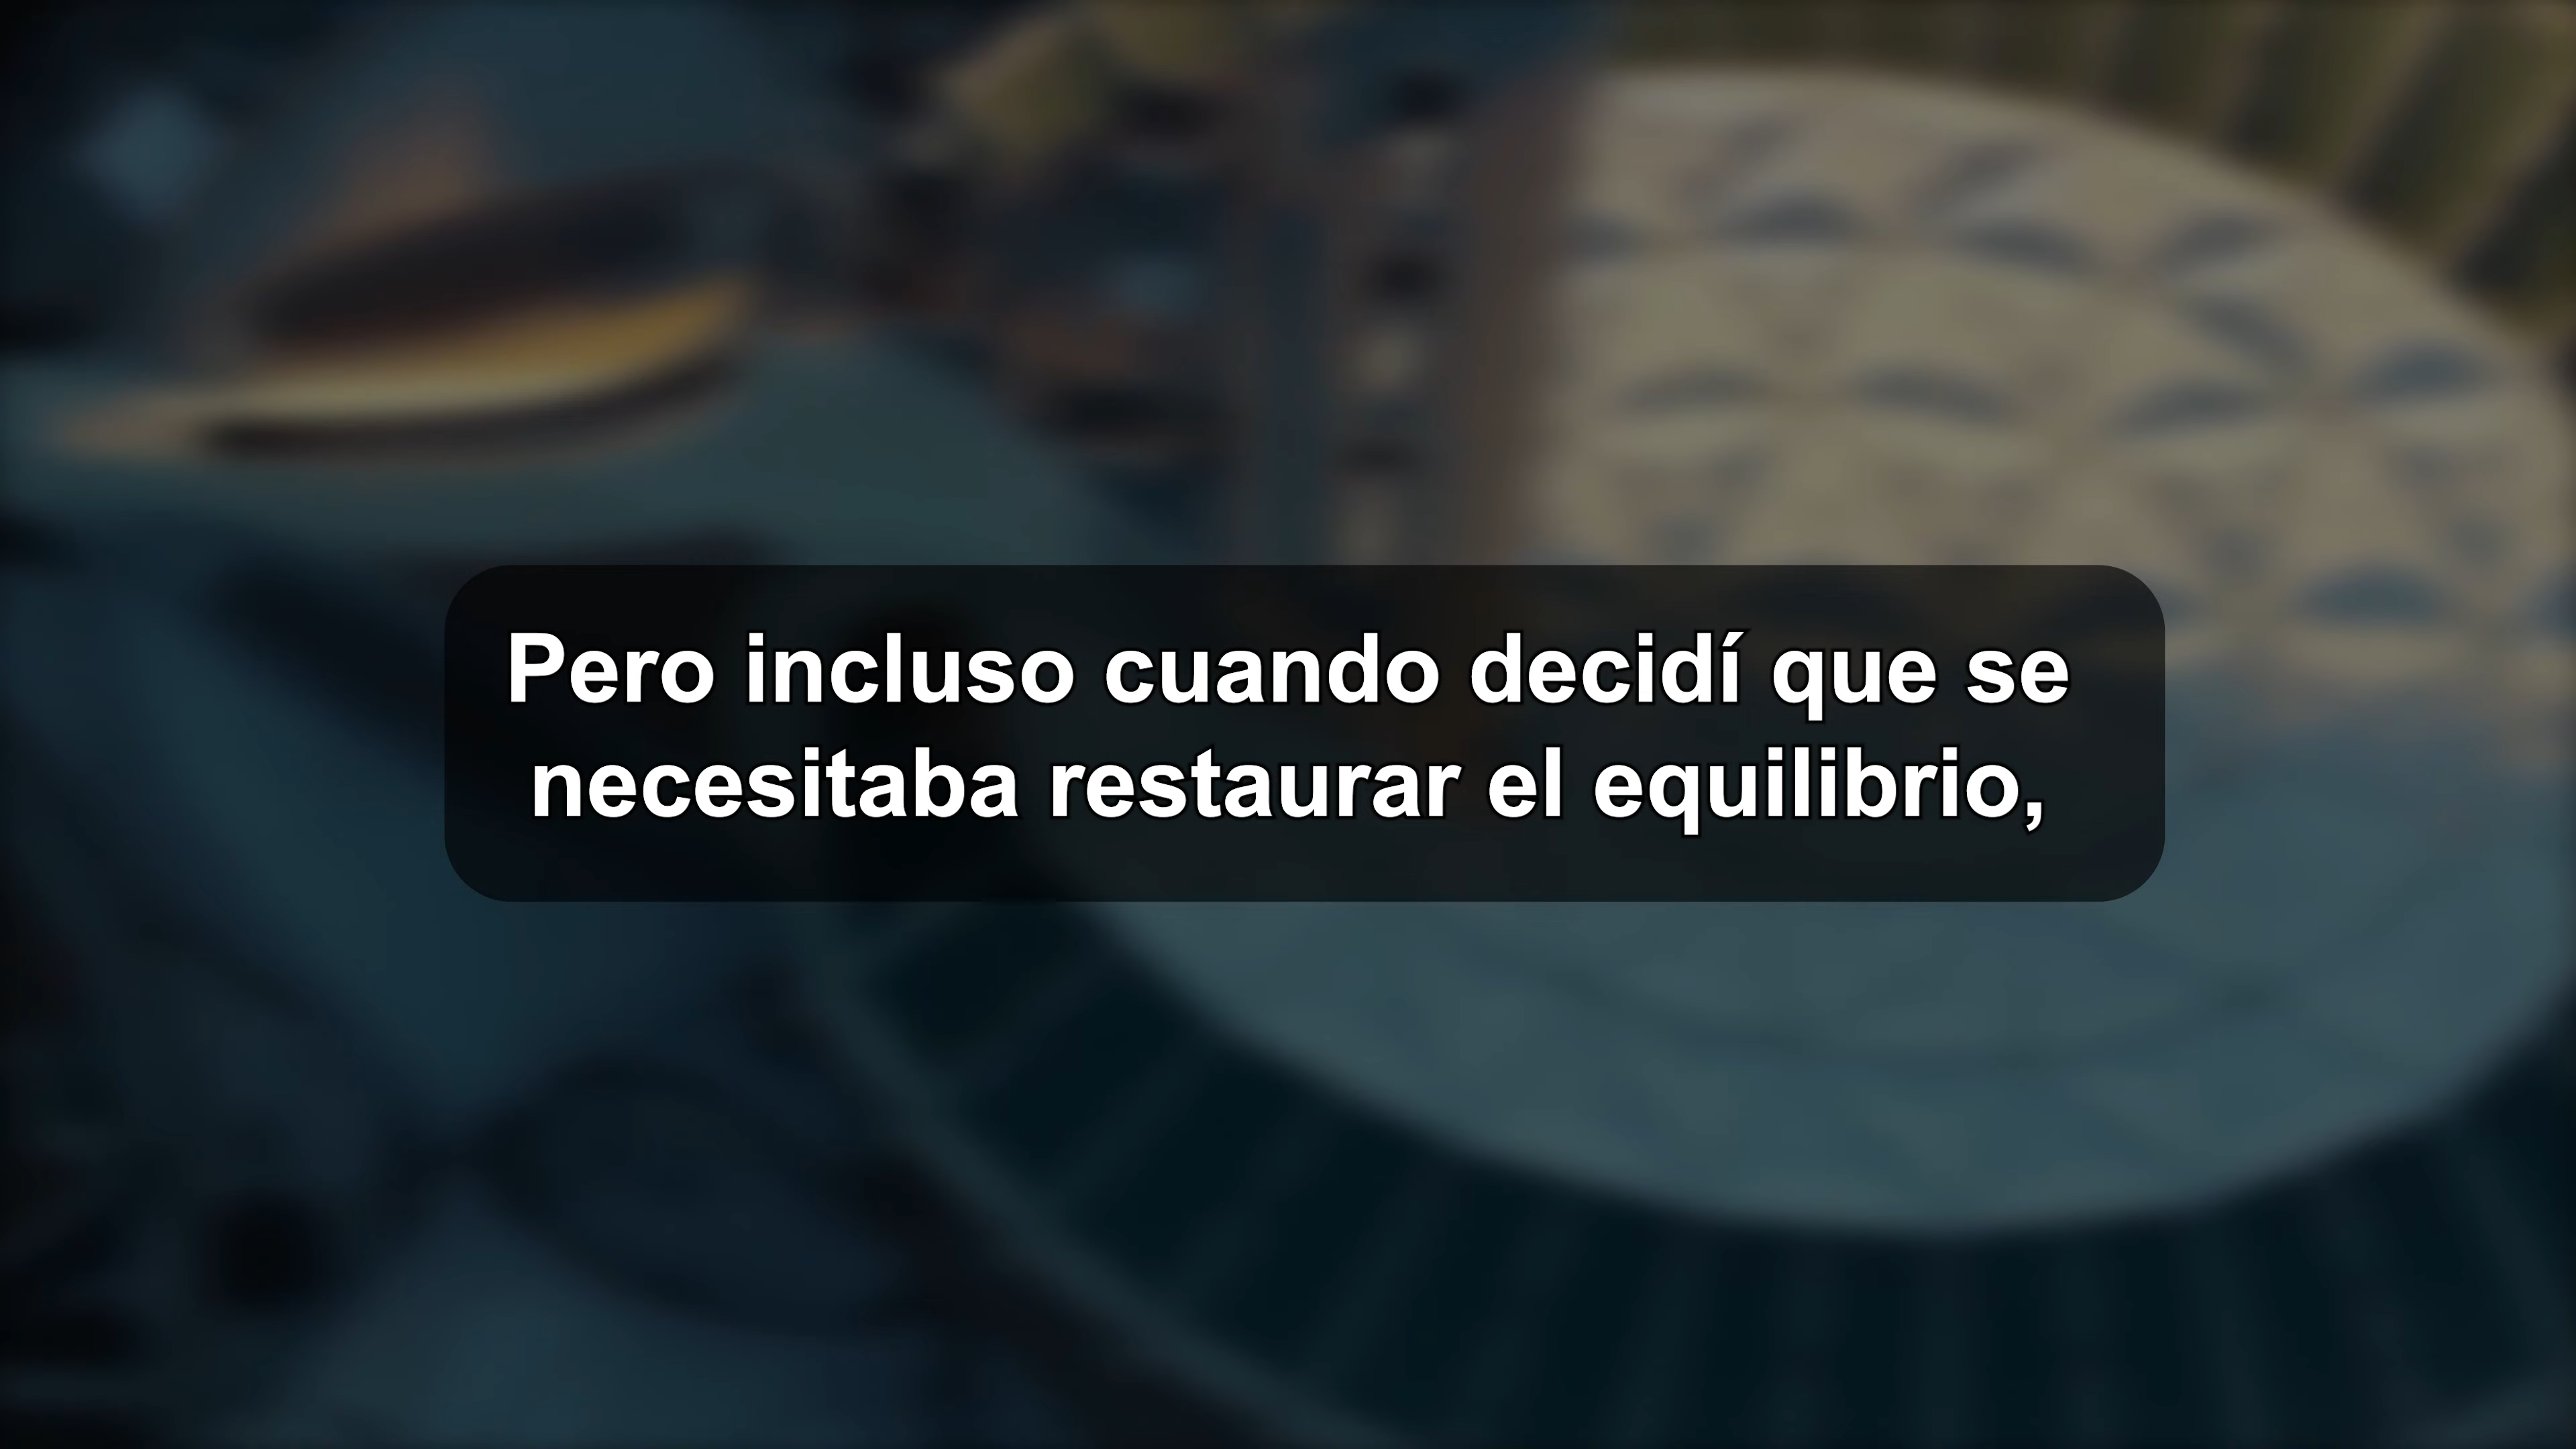 Pero incluso cuando decidí que se
necesitaba restaurar el equilibrio,